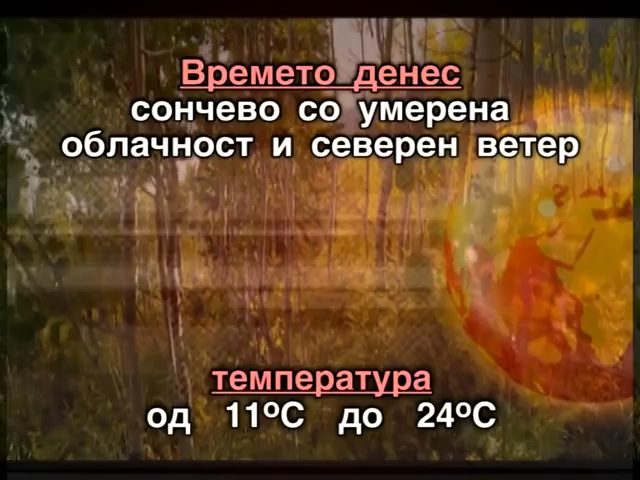 Времето денес
сончево со умерена
облачност и северен ветер
температура
од 11ºC до 24ºC